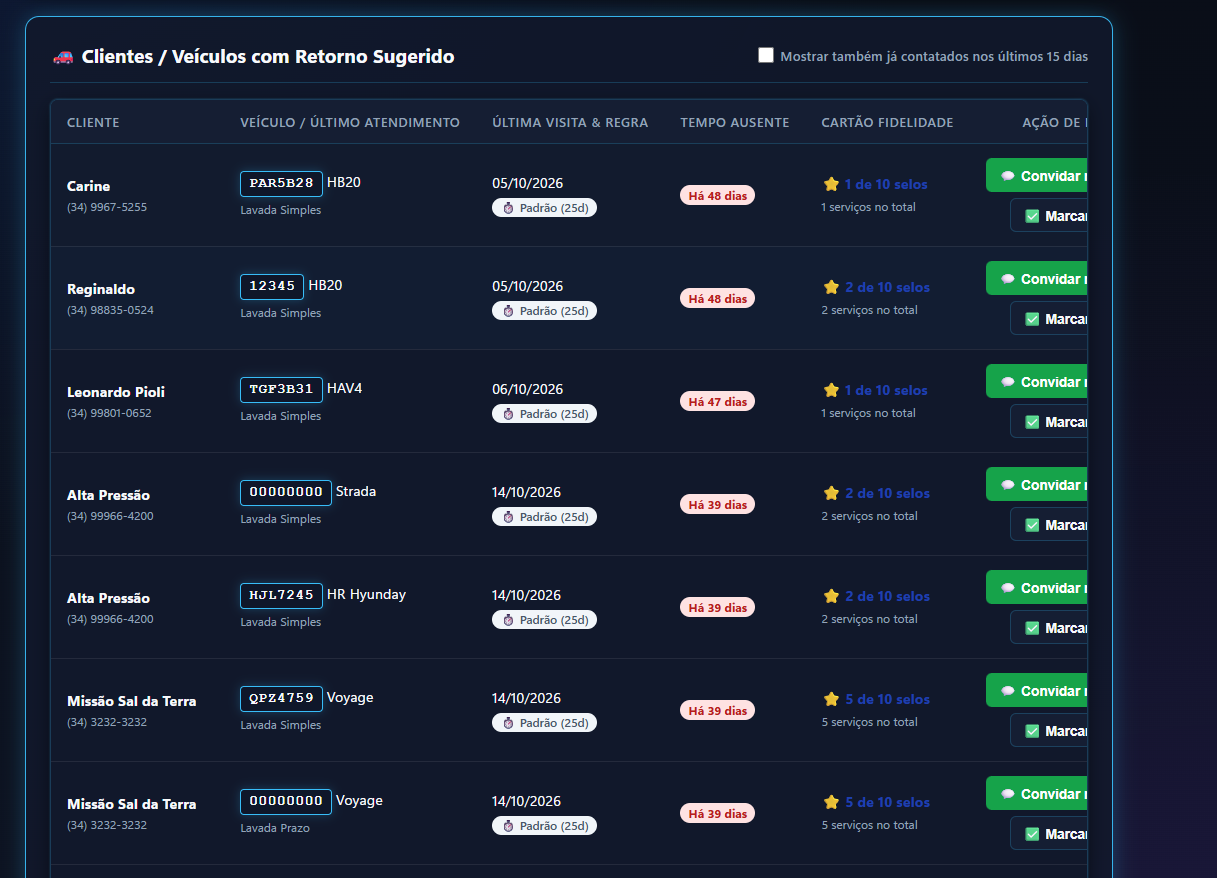 Clientes / Veículos com Retorno Sugerido
Mostrar também já contatados nos últimos 15 dias
CLIENTE VEÍCULO / ÚLTIMO ATENDIMENTO ÚLTIMA VISITA & REGRA TEMPO AUSENTE CARTÃO FIDELIDADE AÇÃO DE
Carine
(34) 9967-5255
PAR5B28 HB20
Lavada Simples
05/10/2026
Padrão (25d)
Há 48 dias
1 de 10 selos
1 serviços no total
Convidar
Marcar
Reginaldo
(34) 98835-0524
12345 HB20
Lavada Simples
05/10/2026
Padrão (25d)
Há 48 dias
2 de 10 selos
2 serviços no total
Convidar
Marcar
Leonardo Pioli
(34) 99801-0652
TGF3B31 HAV4
Lavada Simples
06/10/2026
Padrão (25d)
Há 47 dias
1 de 10 selos
1 serviços no total
Convidar
Marcar
Alta Pressão
(34) 99966-4200
00000000 Strada
Lavada Simples
14/10/2026
Padrão (25d)
Há 39 dias
2 de 10 selos
2 serviços no total
Convidar
Marcar
Alta Pressão
(34) 99966-4200
HJL7245 HR Hyunday
Lavada Simples
14/10/2026
Padrão (25d)
Há 39 dias
2 de 10 selos
2 serviços no total
Convidar
Marcar
Missão Sal da Terra
(34) 3232-3232
QPZ4759 Voyage
Lavada Simples
14/10/2026
Padrão (25d)
Há 39 dias
5 de 10 selos
5 serviços no total
Convidar
Marcar
Missão Sal da Terra
(34) 3232-3232
00000000 Voyage
Lavada Prazo
14/10/2026
Padrão (25d)
Há 39 dias
5 de 10 selos
5 serviços no total
Convidar
Marcar